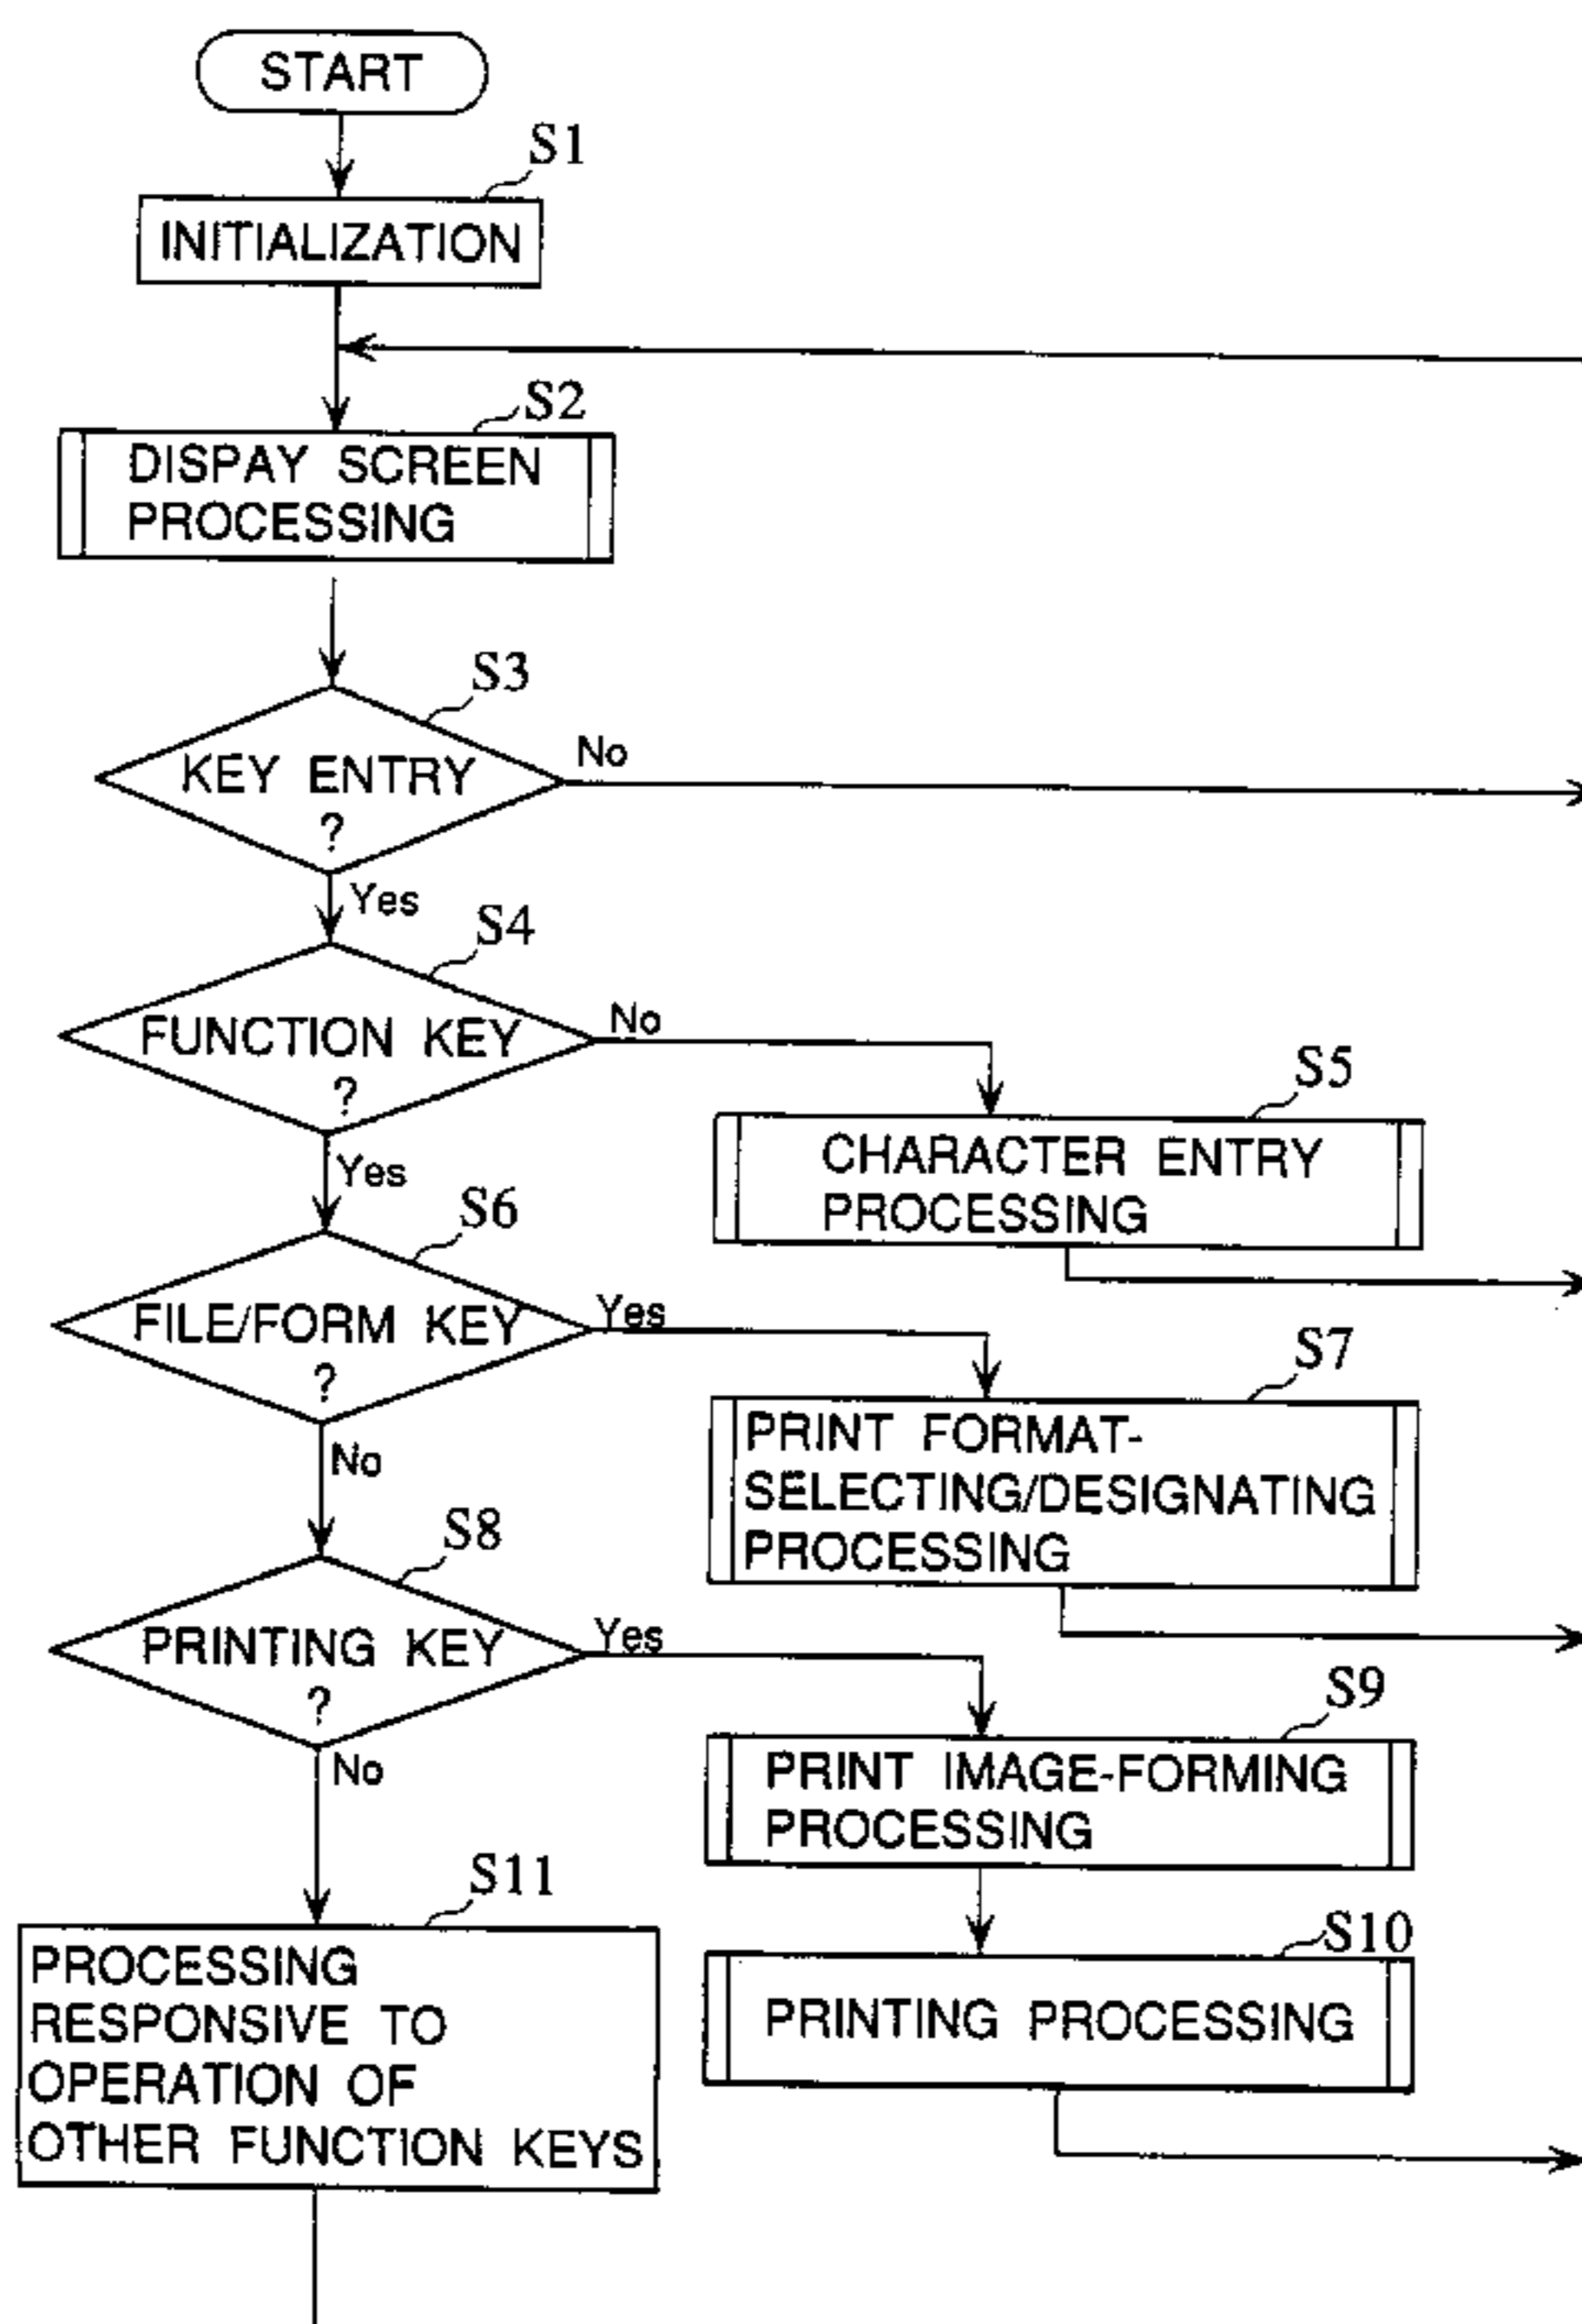 START
S1
INITIALIZATION
S2
DISPAY SCREEN
PROCESSING
S3
KEY ENTRY
?
No
Yes
S4
FUNCTION KEY
?
No
Yes
S5
CHARACTER ENTRY
PROCESSING
S6
FILE/FORM KEY
?
Yes
No
S7
PRINT FORMAT-
SELECTING/DESIGNATING
PROCESSING
S8
PRINTING KEY
?
Yes
No
S9
PRINT IMAGE-FORMING
PROCESSING
S10
PRINTING PROCESSING
S11
PROCESSING
RESPONSIVE TO
OPERATION OF
OTHER FUNCTION KEYS